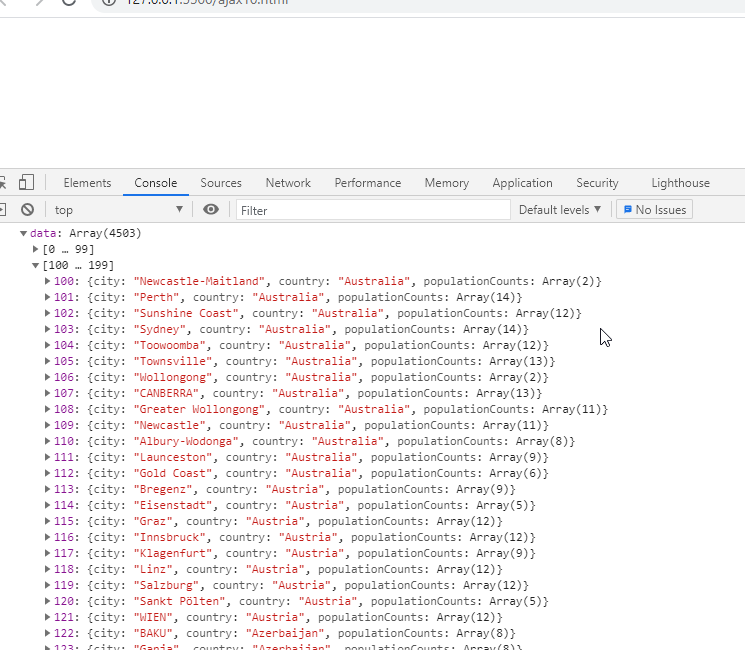 127.0.0.1:5500/ajax10.html
Elements Console Sources Network Performance Memory Application Security Lighthouse
top Filter Default levels No Issues
data: Array(4503)
[0 … 99]
[100 … 199]
100: {city: "Newcastle-Maitland", country: "Australia", populationCounts: Array(2)}
101: {city: "Perth", country: "Australia", populationCounts: Array(14)}
102: {city: "Sunshine Coast", country: "Australia", populationCounts: Array(12)}
103: {city: "Sydney", country: "Australia", populationCounts: Array(14)}
104: {city: "Toowoomba", country: "Australia", populationCounts: Array(12)}
105: {city: "Townsville", country: "Australia", populationCounts: Array(13)}
106: {city: "Wollongong", country: "Australia", populationCounts: Array(2)}
107: {city: "CANBERRA", country: "Australia", populationCounts: Array(13)}
108: {city: "Greater Wollongong", country: "Australia", populationCounts: Array(11)}
109: {city: "Newcastle", country: "Australia", populationCounts: Array(11)}
110: {city: "Albury-Wodonga", country: "Australia", populationCounts: Array(8)}
111: {city: "Launceston", country: "Australia", populationCounts: Array(9)}
112: {city: "Gold Coast", country: "Australia", populationCounts: Array(6)}
113: {city: "Bregenz", country: "Austria", populationCounts: Array(9)}
114: {city: "Eisenstadt", country: "Austria", populationCounts: Array(5)}
115: {city: "Graz", country: "Austria", populationCounts: Array(12)}
116: {city: "Innsbruck", country: "Austria", populationCounts: Array(12)}
117: {city: "Klagenfurt", country: "Austria", populationCounts: Array(9)}
118: {city: "Linz", country: "Austria", populationCounts: Array(12)}
119: {city: "Salzburg", country: "Austria", populationCounts: Array(12)}
120: {city: "Sankt Pölten", country: "Austria", populationCounts: Array(5)}
121: {city: "WIEN", country: "Austria", populationCounts: Array(12)}
122: {city: "BAKU", country: "Azerbaijan", populationCounts: Array(8)}
123: {city: "Ganja", country: "Azerbaijan", populationCounts: Array(8)}